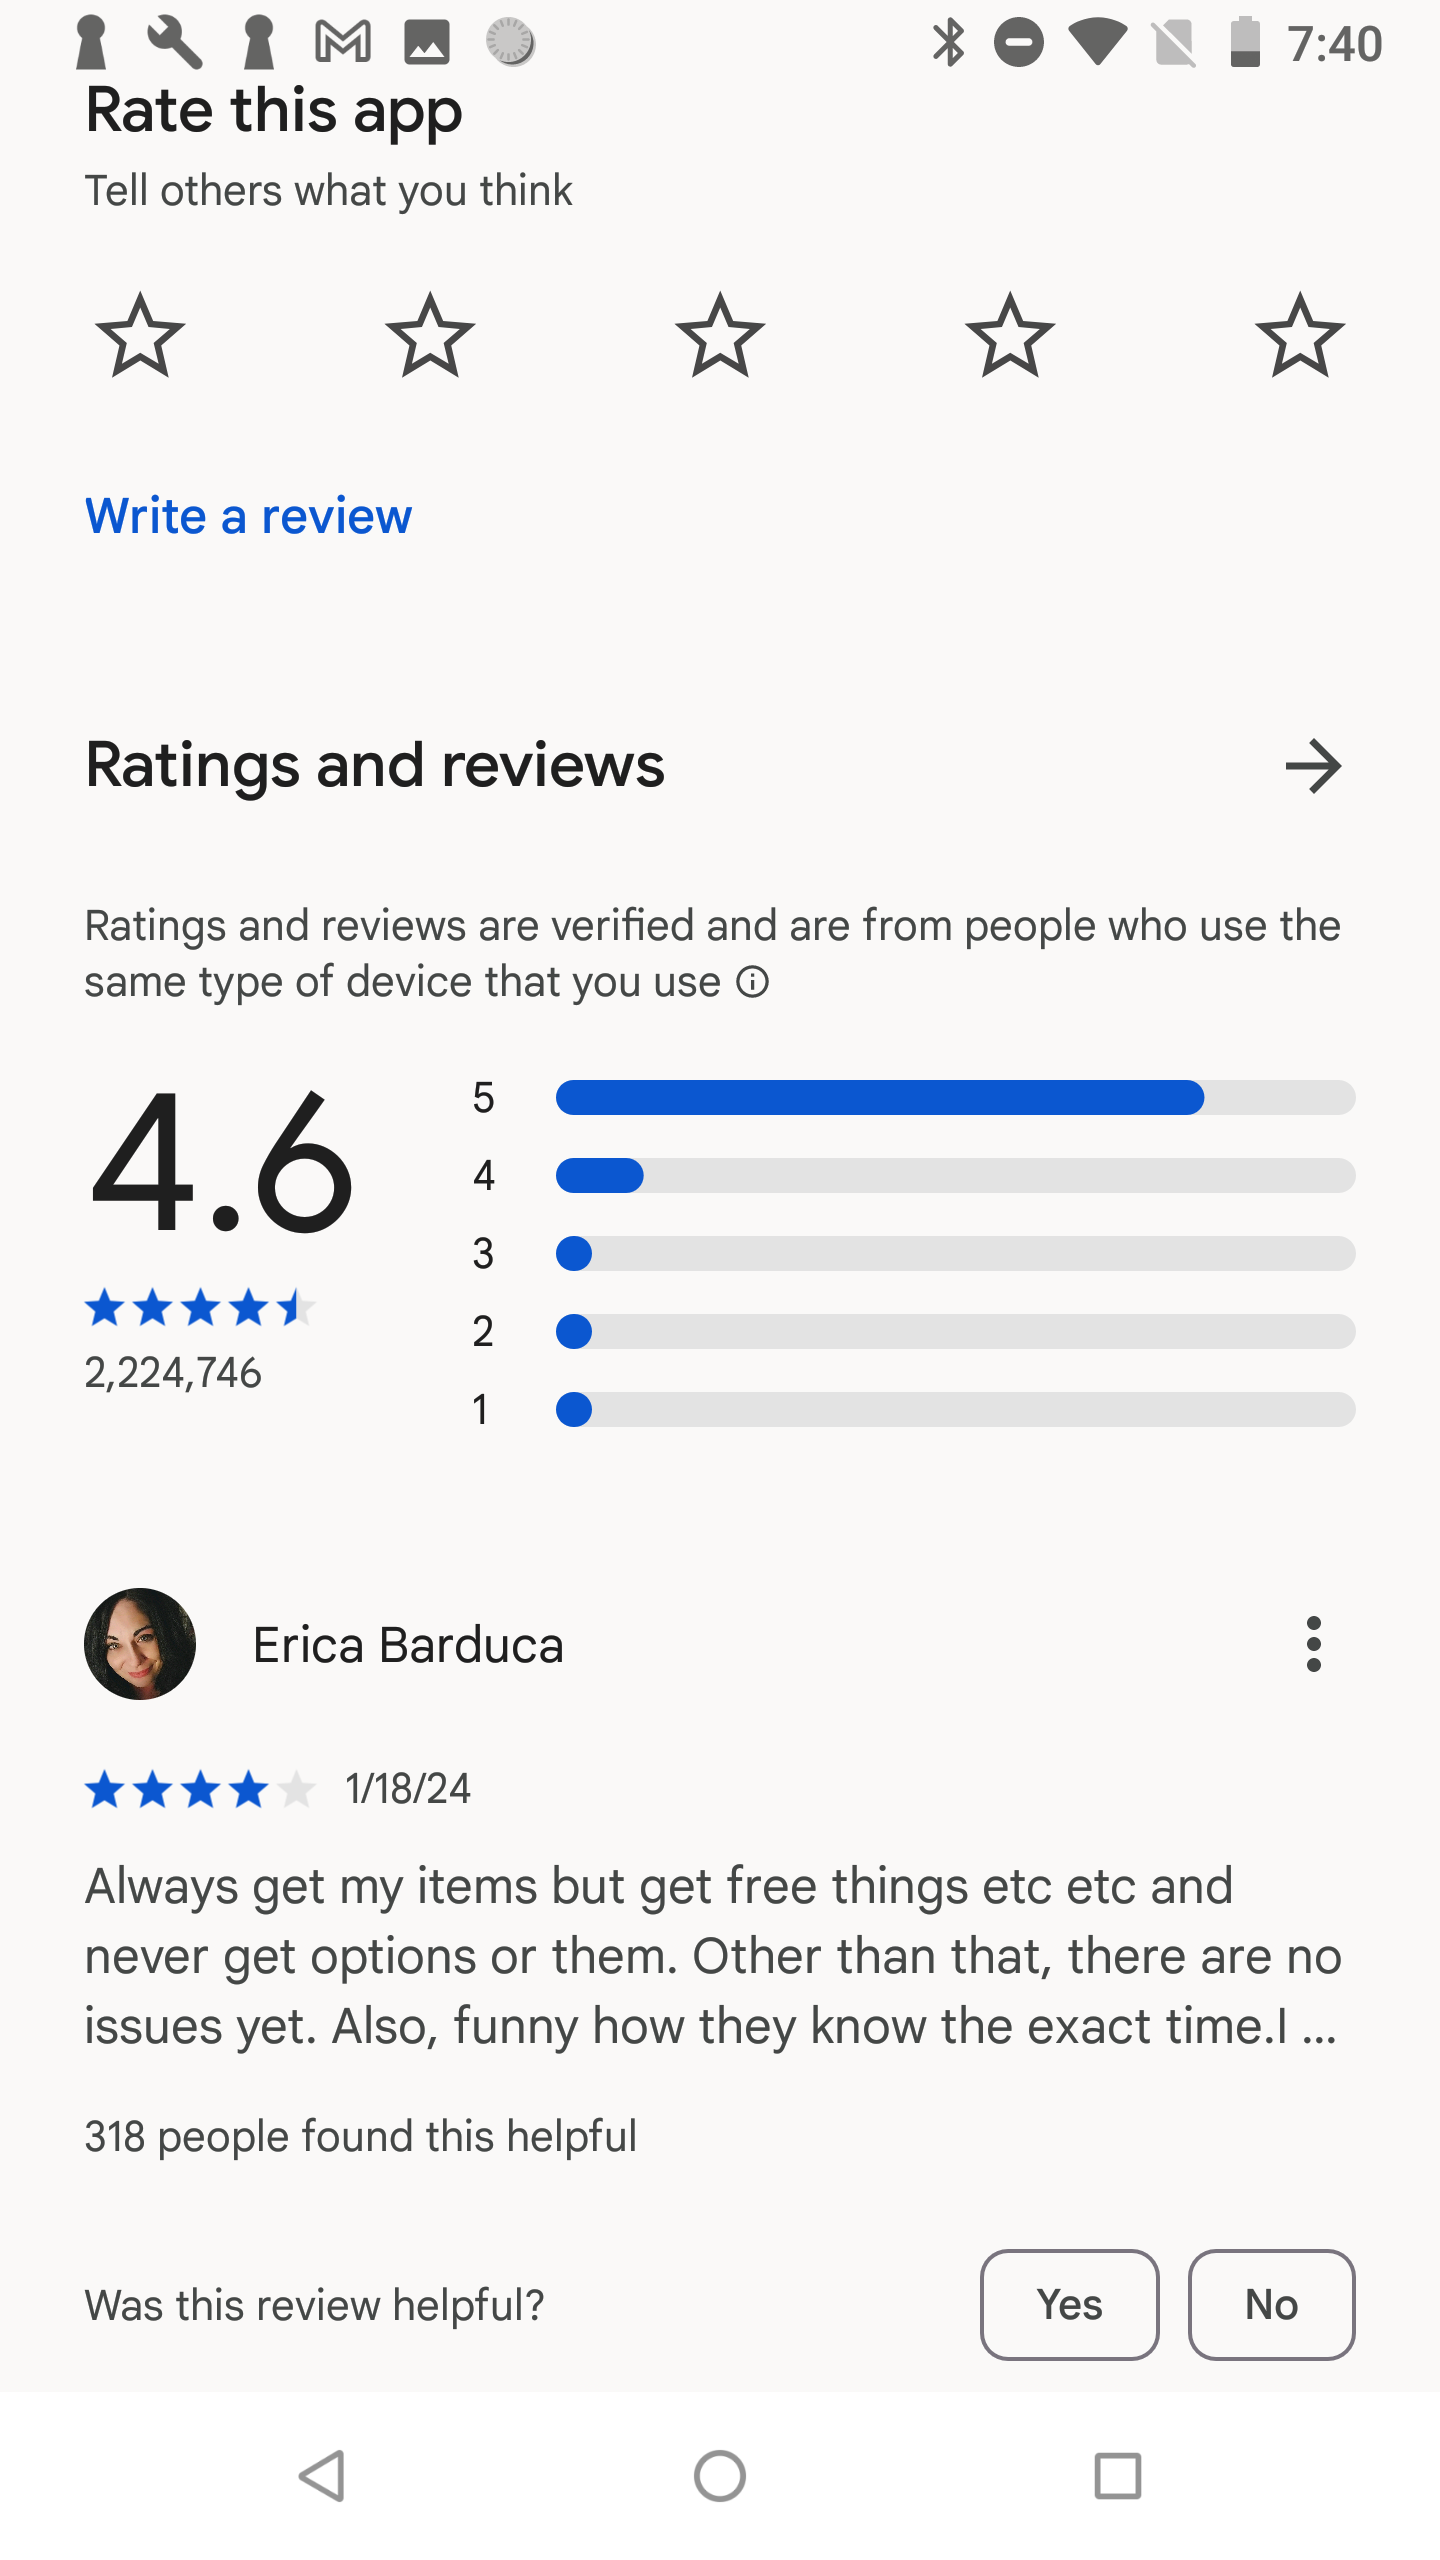 7:40
Rate this app
Tell others what you think
Write a review
Ratings and reviews
Ratings and reviews are verified and are from people who use the
same type of device that you use
4.6
2,224,746
5
4
3
2
1
Erica Barduca
1/18/24
Always get my items but get free things etc etc and
never get options or them. Other than that, there are no
issues yet. Also, funny how they know the exact time.I ...
318 people found this helpful
Was this review helpful?
Yes
No